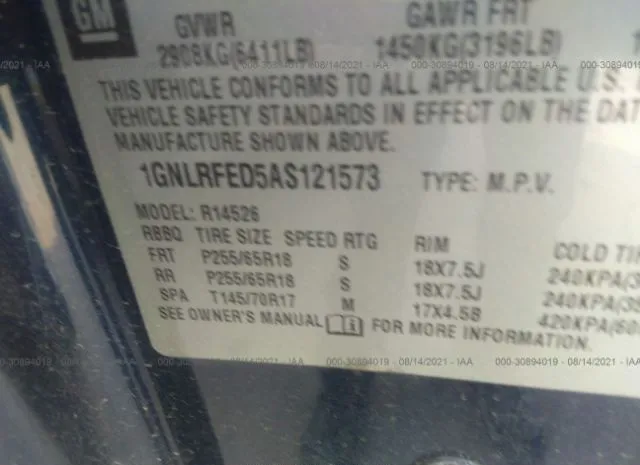 GM
GVWR GAWR FRT
2908KG(6411LB) 1450KG(3196LB)
000-30894019 - 08/14/2021 - IAA
THIS VEHICLE CONFORMS TO ALL APPLICABLE U.S.
VEHICLE SAFETY STANDARDS IN EFFECT ON THE DAT
MANUFACTURE SHOWN ABOVE.
1GNLRFED5AS121573 TYPE: M.P.V.
MODEL: R14526
RBBQ TIRE SIZE SPEED RTG RIM COLD TIR
FRT P255/65R18 S 18X7.5J 240KPA(3
RR P255/65R18 S 18X7.5J 240KPA(35
SPA T145/70R17 M 17X4.5B 420KPA(60
SEE OWNER'S MANUAL FOR MORE INFORMATION.
000-30894019 - 08/14/2021 - IAA 000-30894019 - 08/14/2021 - IAA